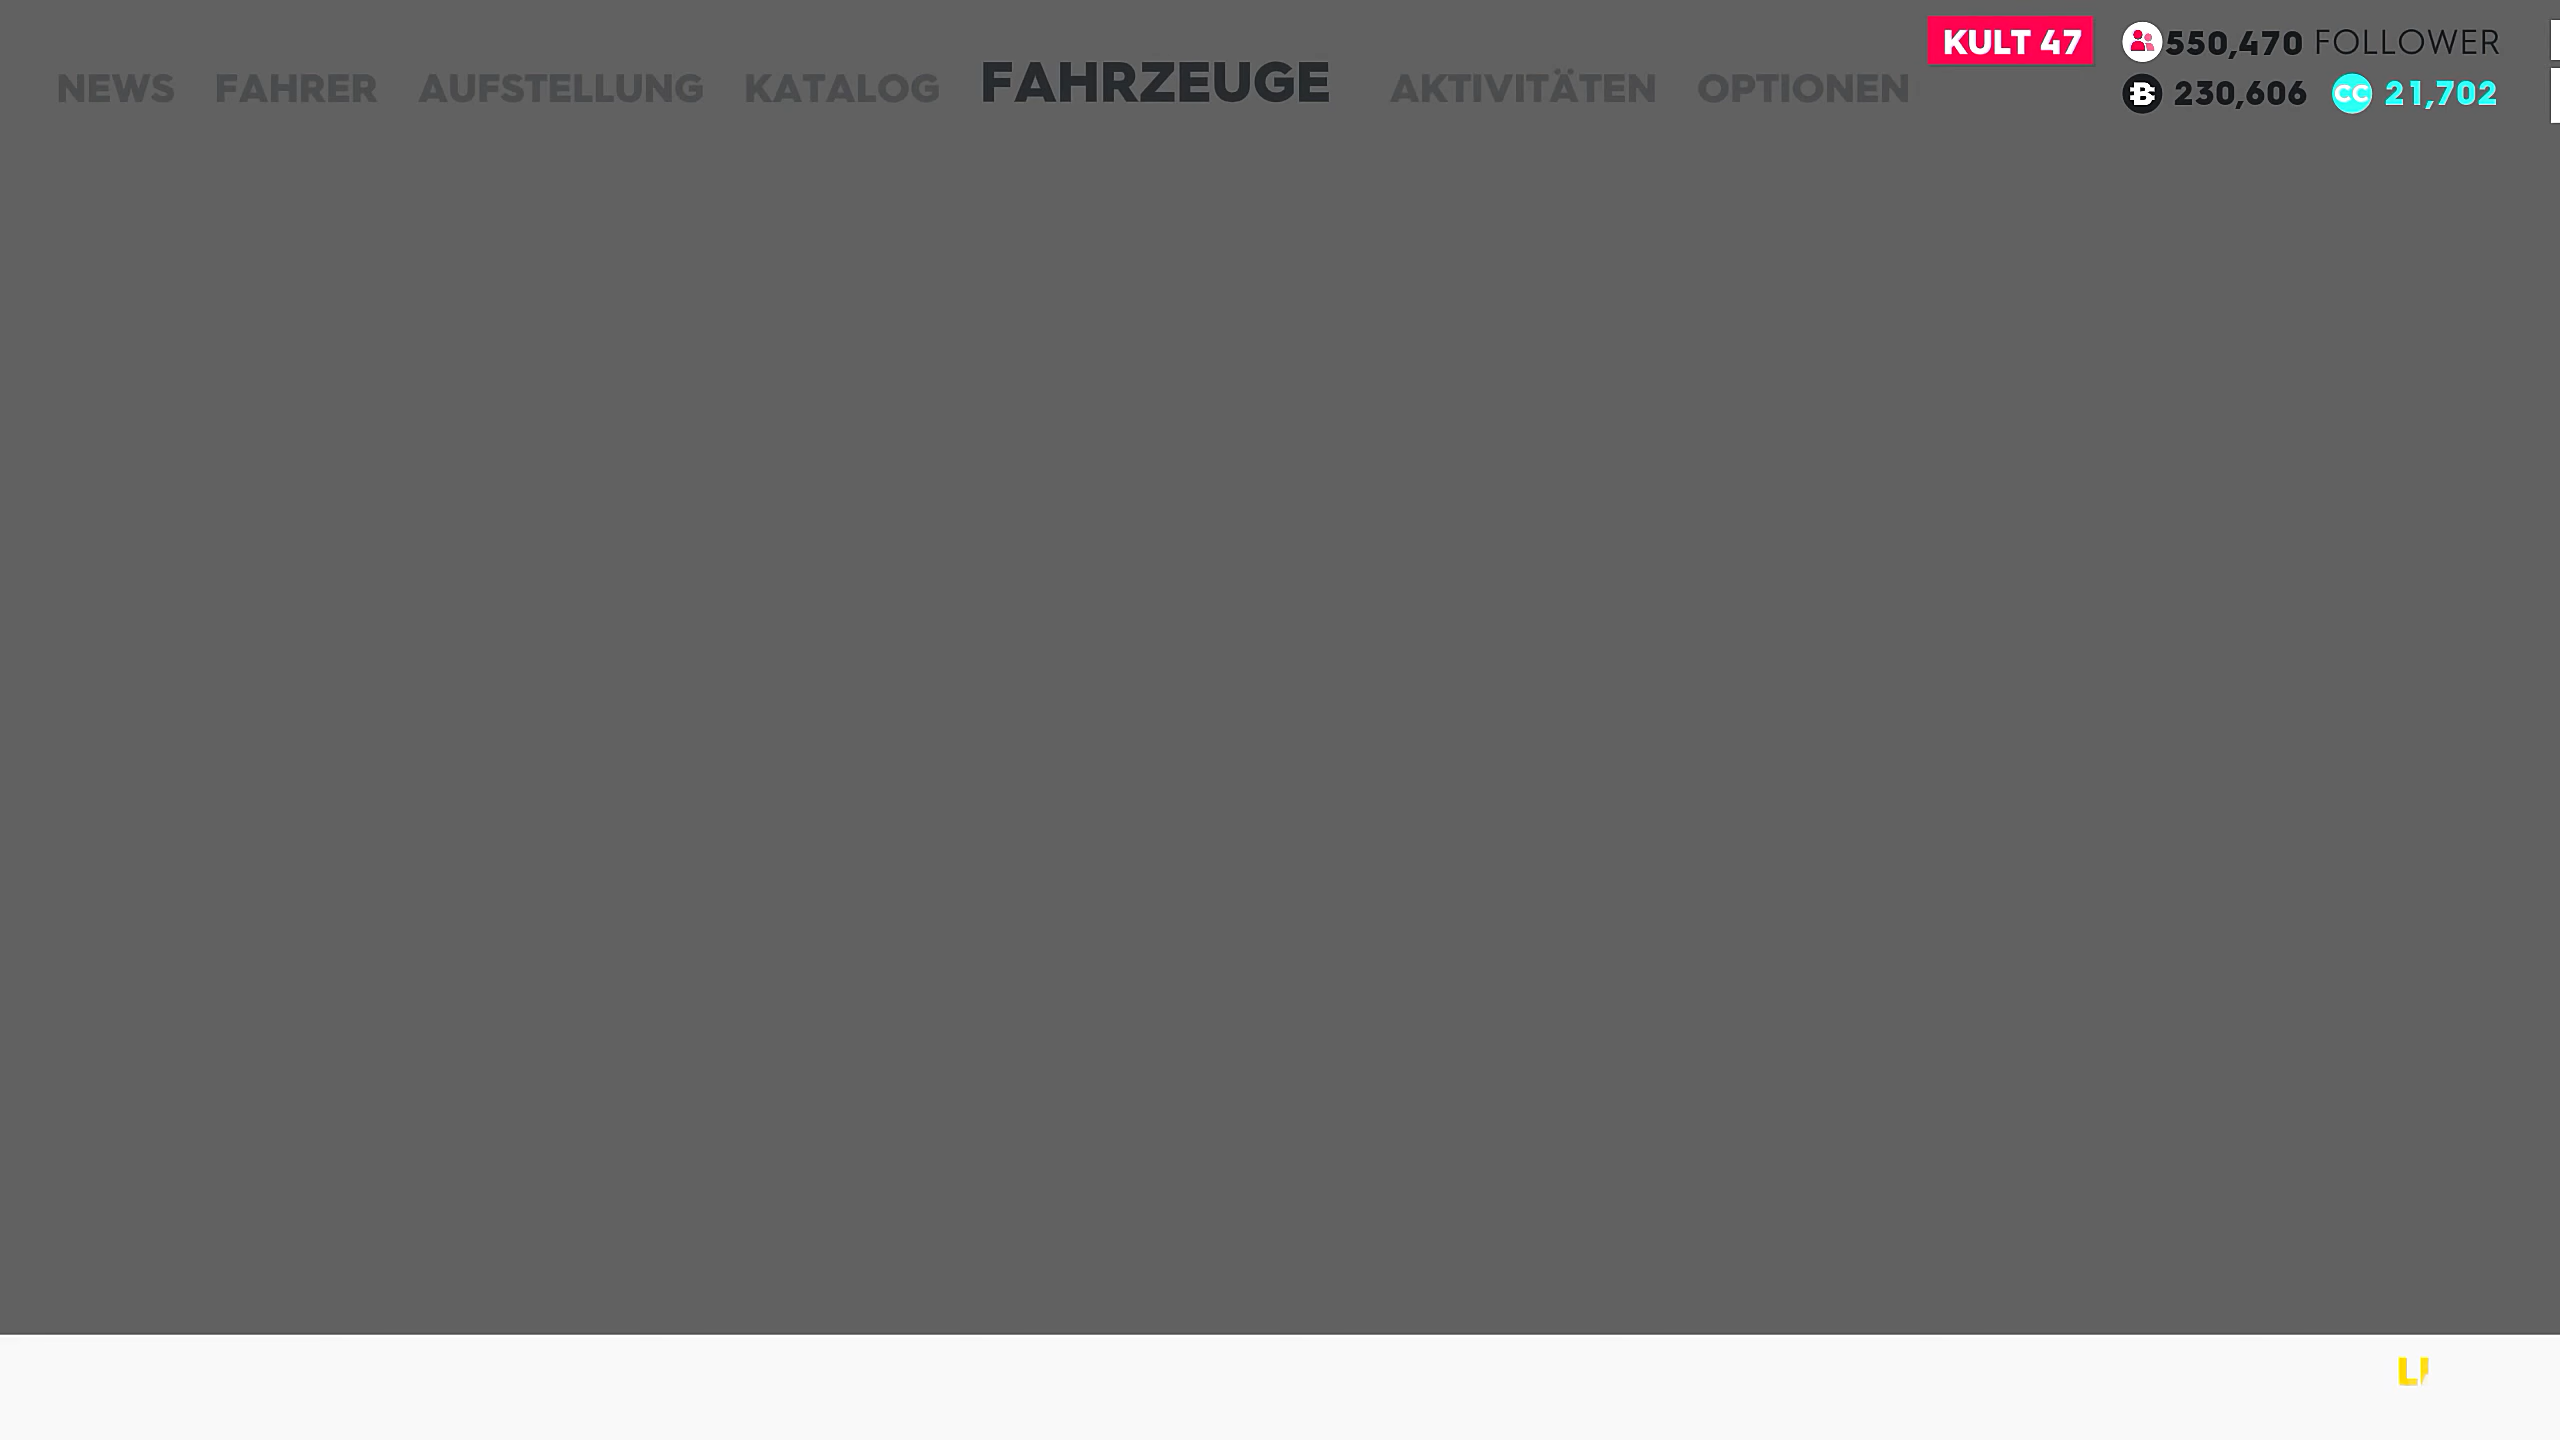 KULT 47 550,470 FOLLOWER
NEWS FAHRER AUFSTELLUNG KATALOG FAHRZEUGE AKTIVITÄTEN OPTIONEN
230,606 CC 21,702